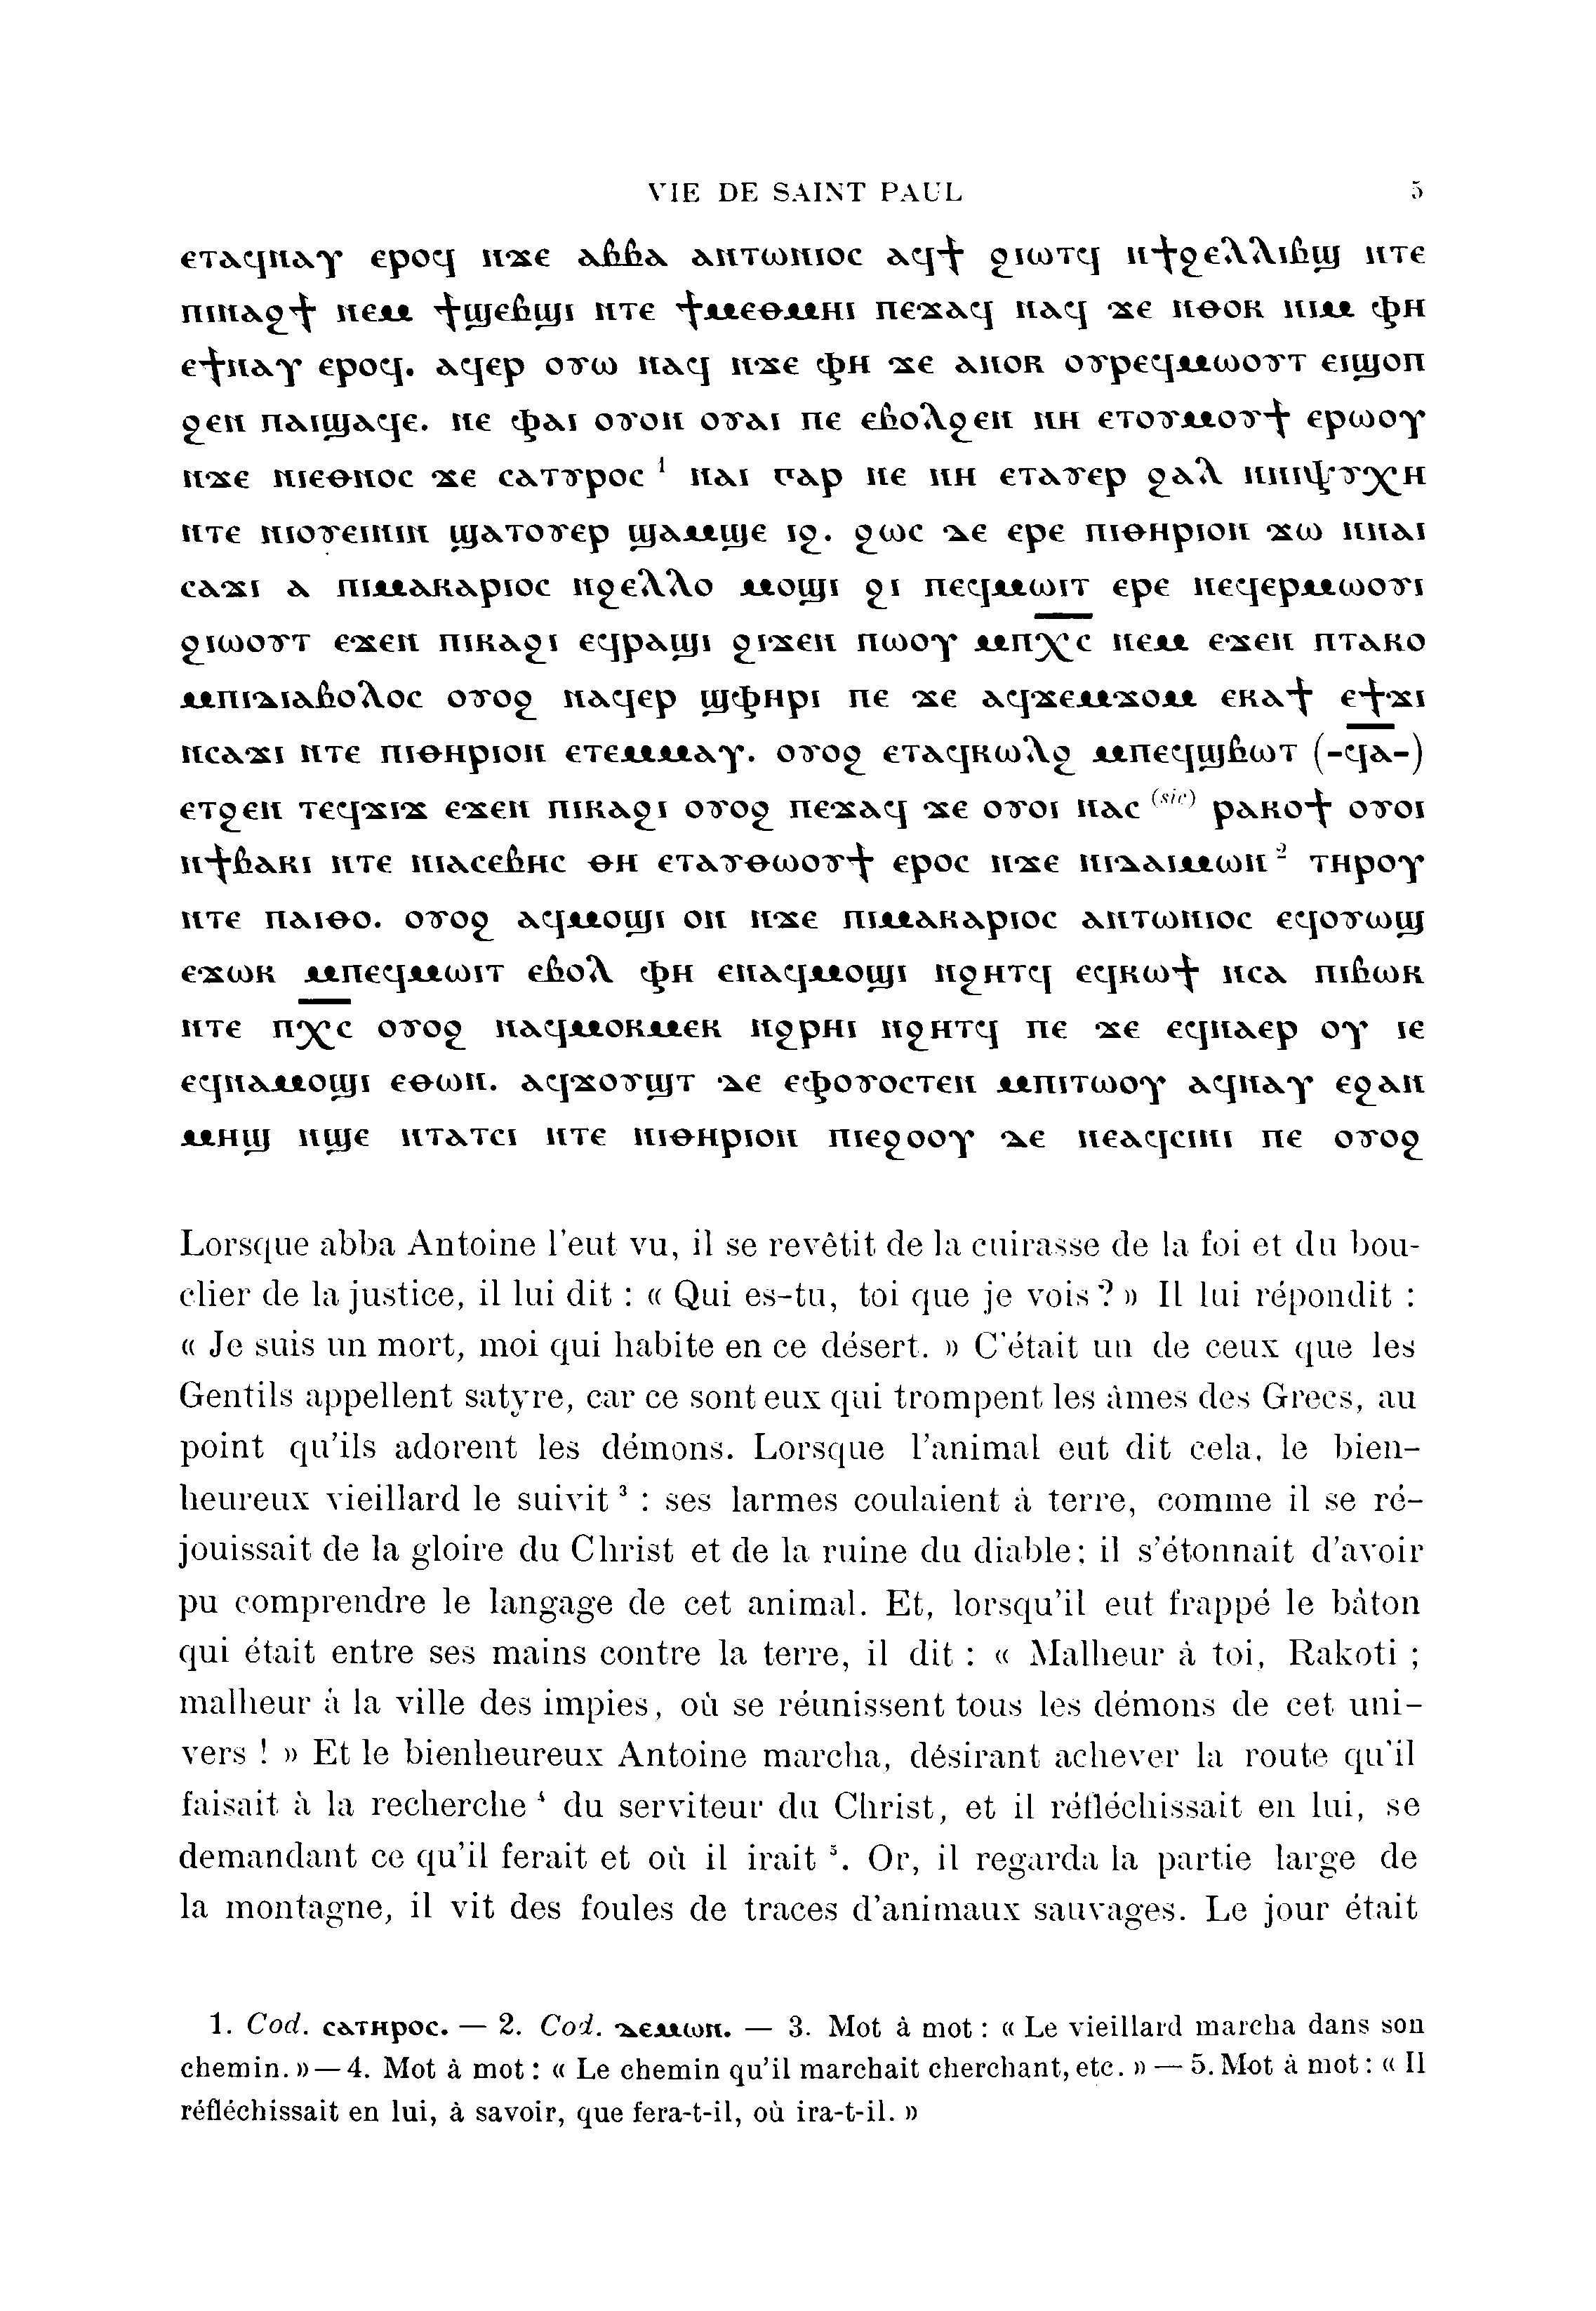 VIE DE SAINT PAUL 5
ⲉⲧⲁϥⲛⲁⲩ ⲉⲣⲟϥ ⲛϫⲉ ⲁⲃⲃⲁ ⲁⲛⲧⲱⲛⲓⲟⲥ ⲁϥϯ ϩⲓⲱⲧϥ ⲛϯϩⲉⲗⲗⲓⲃϣ ⲛⲧⲉ
ⲡⲓⲛⲁϩϯ ⲛⲉⲙ ϯϣⲉⲃϣⲓ ⲛⲧⲉ ϯⲙⲉⲑⲙⲏⲓ ⲡⲉϫⲁϥ ⲛⲁϥ ϫⲉ ⲛⲑⲟⲕ ⲛⲓⲙ ⲫⲏ
ⲉϯⲛⲁⲩ ⲉⲣⲟϥ. ⲁϥⲉⲣ ⲟⲩⲱ ⲛⲁϥ ⲛϫⲉ ⲫⲏ ϫⲉ ⲁⲛⲟⲕ ⲟⲩⲣⲉϥⲙⲱⲟⲩⲧ ⲉⲓϣⲟⲡ
ϩⲉⲛ ⲡⲁⲓϣⲁϥⲉ. ⲛⲉ ⲫⲁⲓ ⲟⲩⲟⲛ ⲟⲩⲁⲓ ⲡⲉ ⲉⲃⲟⲗϩⲉⲛ ⲛⲏ ⲉⲧⲟⲩⲙⲟⲩϯ ⲉⲣⲱⲟⲩ
ⲛϫⲉ ⲛⲓⲉⲑⲛⲟⲥ ϫⲉ ⲥⲁⲧⲩⲣⲟⲥ ¹ ⲛⲁⲓ ⲅⲁⲣ ⲛⲉ ⲛⲏ ⲉⲧⲁⲩⲉⲣ ϩⲁⲗ ⲛⲛⲓⲯⲩⲭⲏ
ⲛⲧⲉ ⲛⲓⲟⲩⲉⲓⲛⲓⲛ ϣⲁⲧⲟⲩⲉⲣ ϣⲁⲙϣⲉ ⲓϩ. ϩⲱⲥ ⲇⲉ ⲉⲣⲉ ⲡⲓⲑⲏⲣⲓⲟⲛ ϫⲱ ⲛⲛⲁⲓ
ⲥⲁϫⲓ ⲁ ⲡⲓⲙⲁⲕⲁⲣⲓⲟⲥ ⲛϩⲉⲗⲗⲟ ⲙⲟϣⲓ ϩⲓ ⲡⲉϥⲙⲱⲓⲧ ⲉⲣⲉ ⲛⲉϥⲉⲣⲙⲱⲟⲩⲓ
ϩⲓⲱⲟⲩⲧ ⲉϫⲉⲛ ⲡⲓⲕⲁϩⲓ ⲉϥⲣⲁϣⲓ ϩⲓϫⲉⲛ ⲡⲱⲟⲩ ⲙⲡ̅ⲭ̅ⲥ̅ ⲛⲉⲙ ⲉϫⲉⲛ ⲡⲧⲁⲕⲟ
ⲙⲡⲓⲇⲓⲁⲃⲟⲗⲟⲥ ⲟⲩⲟϩ ⲛⲁϥⲉⲣ ϣⲫⲏⲣⲓ ⲡⲉ ϫⲉ ⲁϥϫⲉⲙϫⲟⲙ ⲉⲕⲁϯ ⲉϯϫⲓ
ⲛⲥⲁϫⲓ ⲛⲧⲉ ⲡⲓⲑⲏⲣⲓⲟⲛ ⲉⲧⲉⲙⲙⲁⲩ. ⲟⲩⲟϩ ⲉⲧⲁϥⲕⲱⲗϩ ⲙⲡⲉϥϣⲃⲱⲧ (-ϥ̅ⲁ̅-)
ⲉⲧϩⲉⲛ ⲧⲉϥϫⲓϫ ⲉϫⲉⲛ ⲡⲓⲕⲁϩⲓ ⲟⲩⲟϩ ⲡⲉϫⲁϥ ϫⲉ ⲟⲩⲟⲓ ⲛⲁⲥ (sic) ⲣⲁⲕⲟϯ ⲟⲩⲟⲓ
ⲛϯⲃⲁⲕⲓ ⲛⲧⲉ ⲛⲓⲁⲥⲉⲃⲏⲥ ⲑⲏ ⲉⲧⲁⲩⲑⲱⲟⲩϯ ⲉⲣⲟⲥ ⲛϫⲉ ⲛⲓⲇⲁⲓⲙⲱⲛ ² ⲧⲏⲣⲟⲩ
ⲛⲧⲉ ⲡⲁⲓⲑⲟ. ⲟⲩⲟϩ ⲁϥⲙⲟϣⲓ ⲟⲛ ⲛϫⲉ ⲡⲓⲙⲁⲕⲁⲣⲓⲟⲥ ⲁⲛⲧⲱⲛⲓⲟⲥ ⲉϥⲟⲩⲱϣ
ⲉϫⲱⲕ ⲙⲡⲉϥⲙⲱⲓⲧ ⲉⲃⲟⲗ ⲫⲏ ⲉⲛⲁϥⲙⲟϣⲓ ⲛϩⲏⲧϥ ⲉϥⲕⲱϯ ⲛⲥⲁ ⲡⲓⲃⲱⲕ
ⲛⲧⲉ ⲡ̅ⲭ̅ⲥ̅ ⲟⲩⲟϩ ⲛⲁϥⲙⲟⲕⲙⲉⲕ ⲛϩⲣⲏⲓ ⲛϩⲏⲧϥ ⲡⲉ ϫⲉ ⲉϥⲛⲁⲉⲣ ⲟⲩ ⲓⲉ
ⲉϥⲛⲁⲙⲟϣⲓ ⲉⲑⲱⲛ. ⲁϥϫⲟⲩϣⲧ ⲇⲉ ⲉⲫⲟⲩⲟⲥⲧⲉⲛ ⲙⲡⲓⲧⲱⲟⲩ ⲁϥⲛⲁⲩ ⲉϩⲁⲛ
ⲙⲏϣ ⲛϣⲉ ⲛⲧⲁⲧⲥⲓ ⲛⲧⲉ ⲛⲓⲑⲏⲣⲓⲟⲛ ⲡⲓⲉϩⲟⲟⲩ ⲇⲉ ⲛⲉⲁϥⲥⲓⲛⲓ ⲡⲉ ⲟⲩⲟϩ
Lorsque abba Antoine l'eut vu, il se revêtit de la cuirasse de la foi et du bou-
clier de la justice, il lui dit : « Qui es-tu, toi que je vois ? » Il lui répondit :
« Je suis un mort, moi qui habite en ce désert. » C'était un de ceux que les
Gentils appellent satyre, car ce sont eux qui trompent les âmes des Grecs, au
point qu'ils adorent les démons. Lorsque l'animal eut dit cela, le bien-
heureux vieillard le suivit ³ : ses larmes coulaient à terre, comme il se ré-
jouissait de la gloire du Christ et de la ruine du diable; il s'étonnait d'avoir
pu comprendre le langage de cet animal. Et, lorsqu'il eut frappé le bâton
qui était entre ses mains contre la terre, il dit : « Malheur à toi, Rakoti ;
malheur à la ville des impies, où se réunissent tous les démons de cet uni-
vers ! » Et le bienheureux Antoine marcha, désirant achever la route qu'il
faisait à la recherche ⁴ du serviteur du Christ, et il réfléchissait en lui, se
demandant ce qu'il ferait et où il irait ⁵. Or, il regarda la partie large de
la montagne, il vit des foules de traces d'animaux sauvages. Le jour était
1. Cod. ⲥⲁⲧⲏⲣⲟⲥ. — 2. Cod. ⲇⲉⲙⲱⲛ. — 3. Mot à mot : « Le vieillard marcha dans son
chemin. » — 4. Mot à mot : « Le chemin qu'il marchait cherchant, etc. » — 5. Mot à mot : « Il
réfléchissait en lui, à savoir, que fera-t-il, où ira-t-il. »